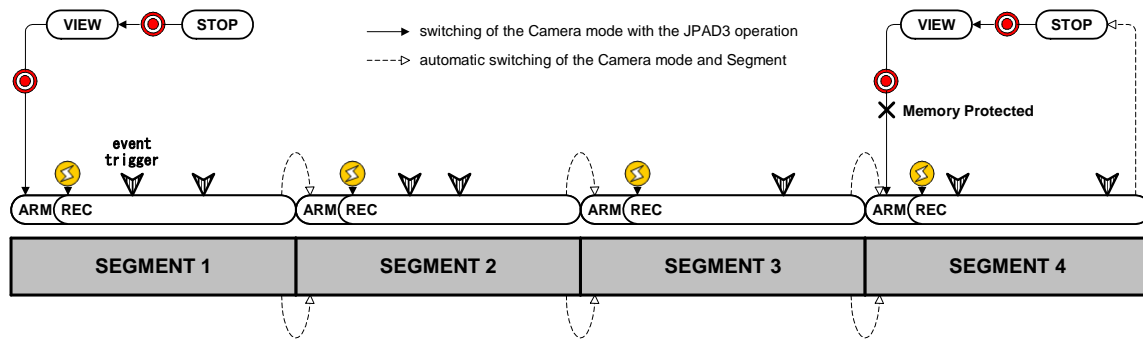 VIEW STOP
switching of the Camera mode with the JPAD3 operation
automatic switching of the Camera mode and Segment
VIEW STOP
Memory Protected
event
trigger
ARM REC ARM REC ARM REC ARM REC
SEGMENT 1 SEGMENT 2 SEGMENT 3 SEGMENT 4